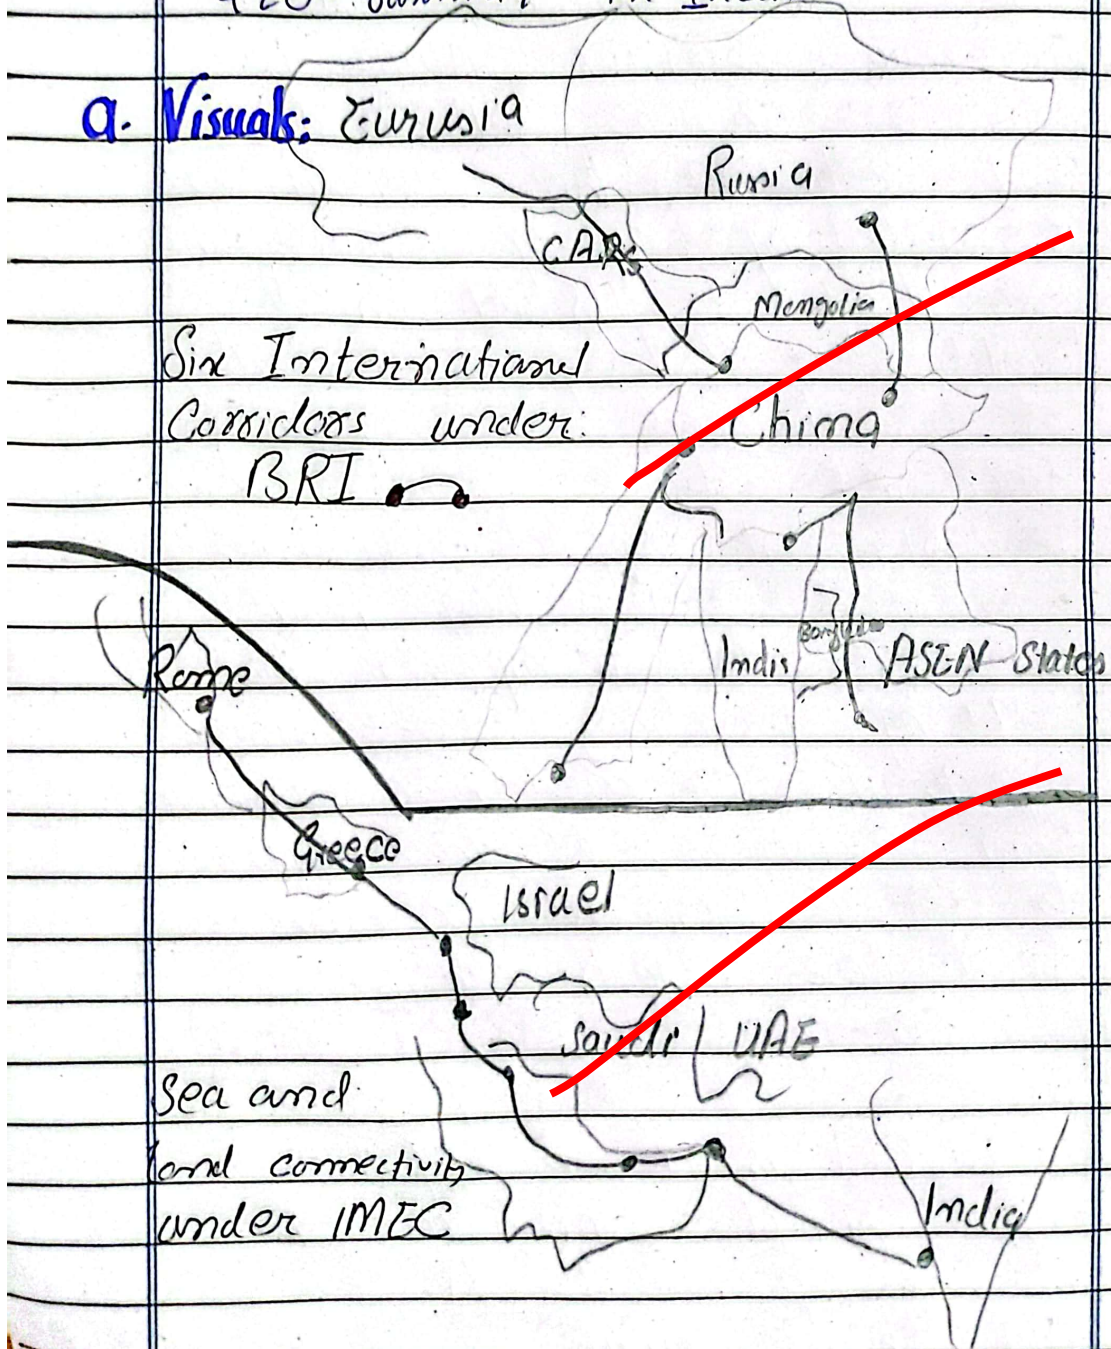 a. Visuals: Eurusia
Russia
CARs
Mongolia
Six International
Corridors under:
China
BRI
India
ASEN States
Rome
Greece
Israel
Saudi
UAE
Sea and
land connectivity
under IMEC
India